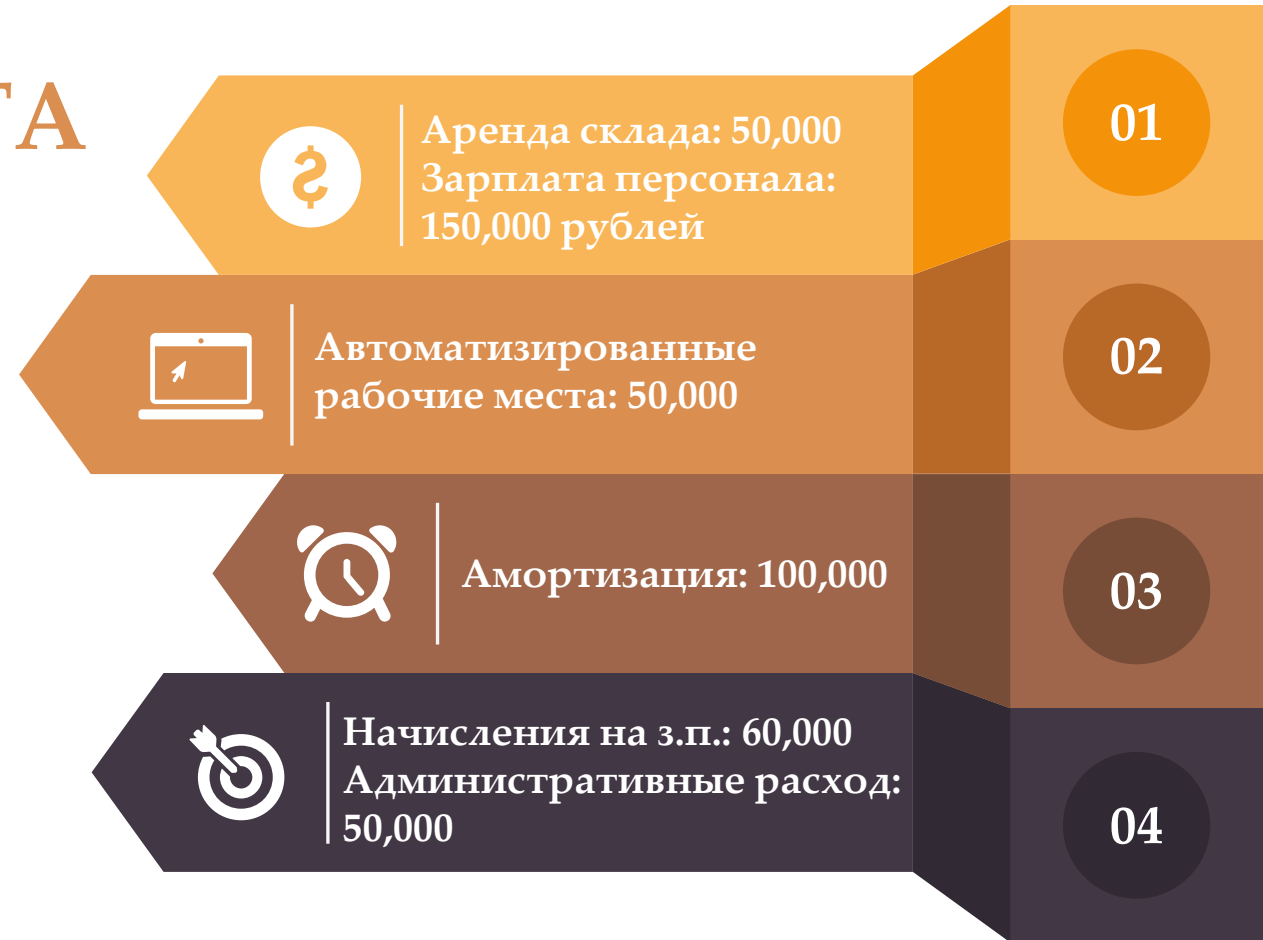 ТА
Аренда склада: 50,000
Зарплата персонала:
150,000 рублей
01
Автоматизированные
рабочие места: 50,000
02
Амортизация: 100,000
03
Начисления на з.п.: 60,000
Административные расход:
50,000
04